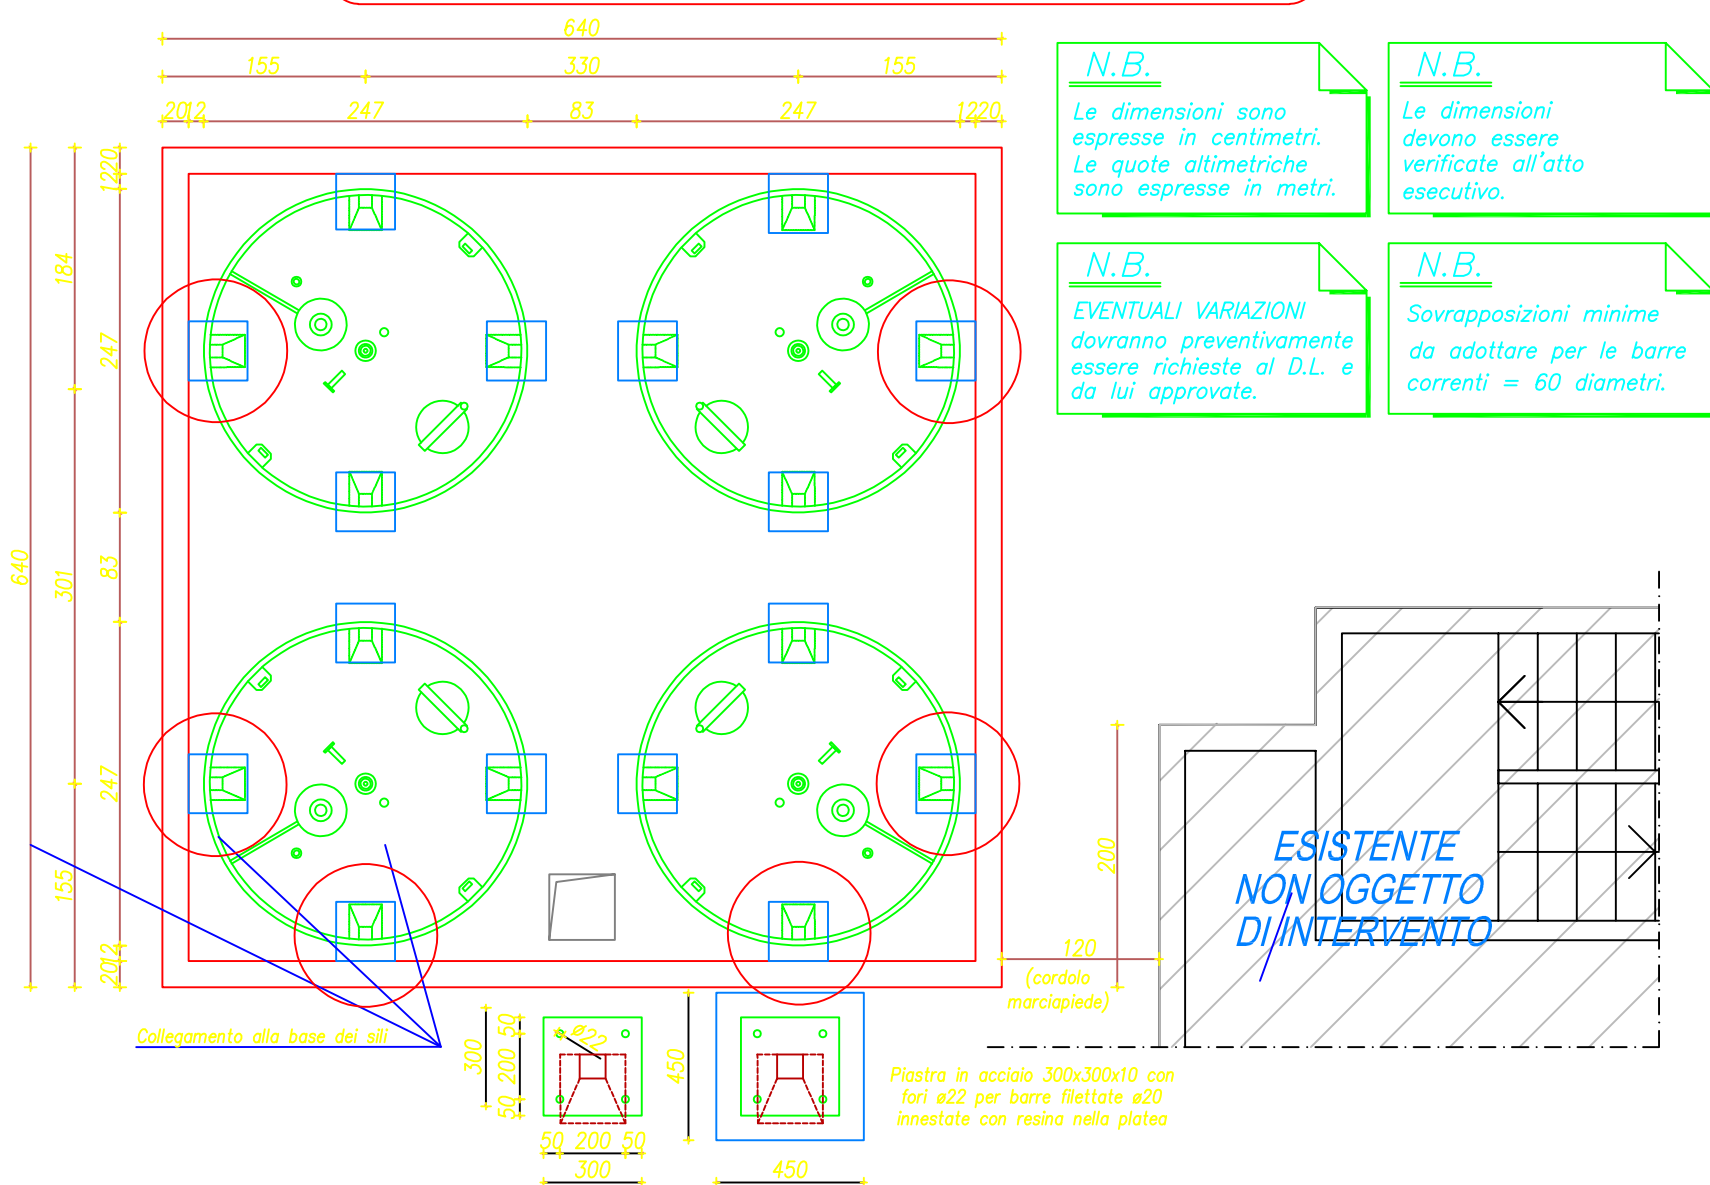 640
155 330 155
20 12 247 83 247 12 20
N.B.
Le dimensioni sono
espresse in centimetri.
Le quote altimetriche
sono espresse in metri.
N.B.
Le dimensioni
devono essere
verificate all'atto
esecutivo.
N.B.
EVENTUALI VARIAZIONI
dovranno preventivamente
essere richieste al D.L. e
da lui approvate.
N.B.
Sovrapposizioni minime
da adottare per le barre
correnti = 60 diametri.
640
184
301
155
12 20
247
83
247
20 12
ESISTENTE
NON OGGETTO
DI INTERVENTO
200
120
(cordolo
marciapiede)
Collegamento alla base dei sili
300
50
200
50
ø22
50 200 50
300
450
450
Piastra in acciaio 300x300x10 con
fori ø22 per barre filettate ø20
innestate con resina nella platea